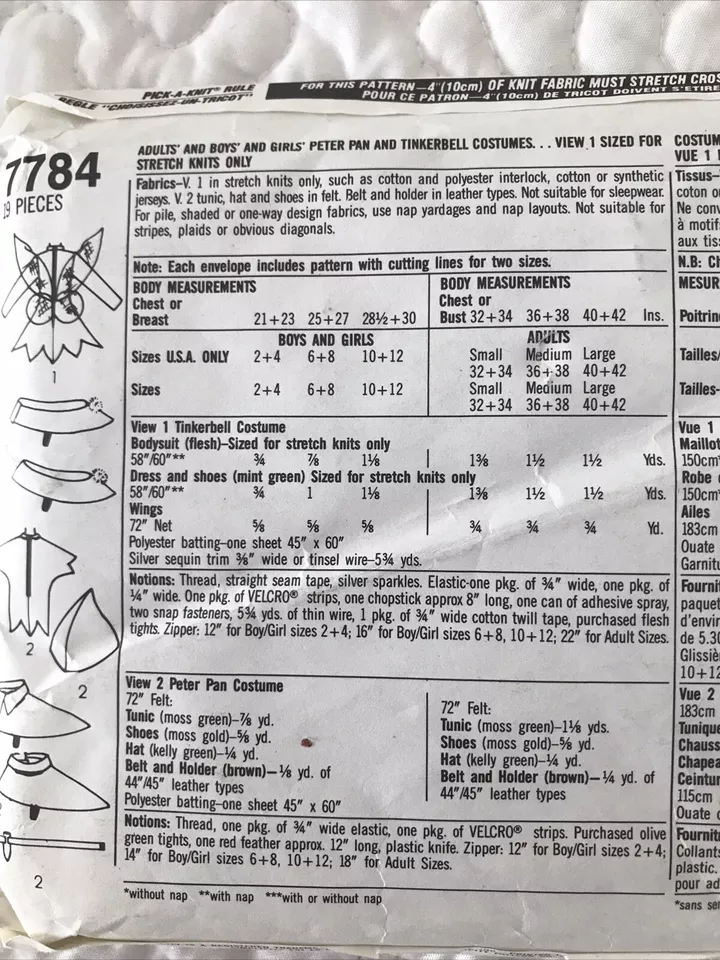 PICK-A-KNIT® RULE
REGLE "CHOISISSEZ-UN-TRICOT"
FOR THIS PATTERN—4"(10cm) OF KNIT FABRIC MUST STRETCH CROS
POUR CE PATRON—4"(10cm) DE TRICOT DOIVENT S'ETIRE
7784
19 PIECES
1
2
2
2
ADULTS' AND BOYS' AND GIRLS' PETER PAN AND TINKERBELL COSTUMES. . . VIEW 1 SIZED FOR
STRETCH KNITS ONLY
Fabrics—V. 1 in stretch knits only, such as cotton and polyester interlock, cotton or synthetic
jerseys. V. 2 tunic, hat and shoes in felt. Belt and holder in leather types. Not suitable for sleepwear.
For pile, shaded or one-way design fabrics, use nap yardages and nap layouts. Not suitable for
stripes, plaids or obvious diagonals.
Note: Each envelope includes pattern with cutting lines for two sizes.
BODY MEASUREMENTS
Chest or
Breast 21+23 25+27 28½+30
BODY MEASUREMENTS
Chest or
Bust 32+34 36+38 40+42 Ins.
BOYS AND GIRLS
Sizes U.S.A. ONLY 2+4 6+8 10+12
Sizes 2+4 6+8 10+12
ADULTS
Small Medium Large
32+34 36+38 40+42
Small Medium Large
32+34 36+38 40+42
View 1 Tinkerbell Costume
Bodysuit (flesh)—Sized for stretch knits only
58"/60"** ¾ ⅞ 1⅛ 1⅜ 1½ 1½ Yds.
Dress and shoes (mint green) Sized for stretch knits only
58"/60"** ¾ 1 1⅛ 1⅜ 1½ 1½ Yds.
Wings
72" Net ⅝ ⅝ ⅝ ¾ ¾ ¾ Yd.
Polyester batting—one sheet 45" x 60"
Silver sequin trim ⅜" wide or tinsel wire—5¾ yds.
Notions: Thread, straight seam tape, silver sparkles. Elastic-one pkg. of ¾" wide, one pkg. of
¼" wide. One pkg. of VELCRO® strips, one chopstick approx 8" long, one can of adhesive spray,
two snap fasteners, 5¾ yds. of thin wire, 1 pkg. of ¾" wide cotton twill tape, purchased flesh
tights. Zipper: 12" for Boy/Girl sizes 2+4; 16" for Boy/Girl sizes 6+8, 10+12; 22" for Adult Sizes.
View 2 Peter Pan Costume
72" Felt:
Tunic (moss green)—⅞ yd.
Shoes (moss gold)—⅝ yd.
Hat (kelly green)—¼ yd.
Belt and Holder (brown)—⅛ yd. of
44"/45" leather types
Polyester batting—one sheet 45" x 60"
72" Felt:
Tunic (moss green)—1⅛ yds.
Shoes (moss gold)—⅝ yd.
Hat (kelly green)—¼ yd.
Belt and Holder (brown)—¼ yd. of
44"/45" leather types
Notions: Thread, one pkg. of ¾" wide elastic, one pkg. of VELCRO® strips. Purchased olive
green tights, one red feather approx. 12" long, plastic knife. Zipper: 12" for Boy/Girl sizes 2+4;
14" for Boy/Girl sizes 6+8, 10+12; 18" for Adult Sizes.
*without nap **with nap ***with or without nap
COSTUM
VUE 1
Tissus—
coton o
Ne conv
à motif
aux tiss
N.B: Ch
MESUR
Poitrin
Tailles/
Tailles-
Vue 1
Maillot
150cm*
Robe
150cm*
Ailes
183cm
Ouate
Garnitu
Fournit
paquet
d'envir
de 5.30
Glissiè
10+12
Vue 2
183cm
Tunique
Chauss
Chapea
Ceintur
115cm
Ouate
Fournitu
Collants
plastic.
pour ad
*sans sen